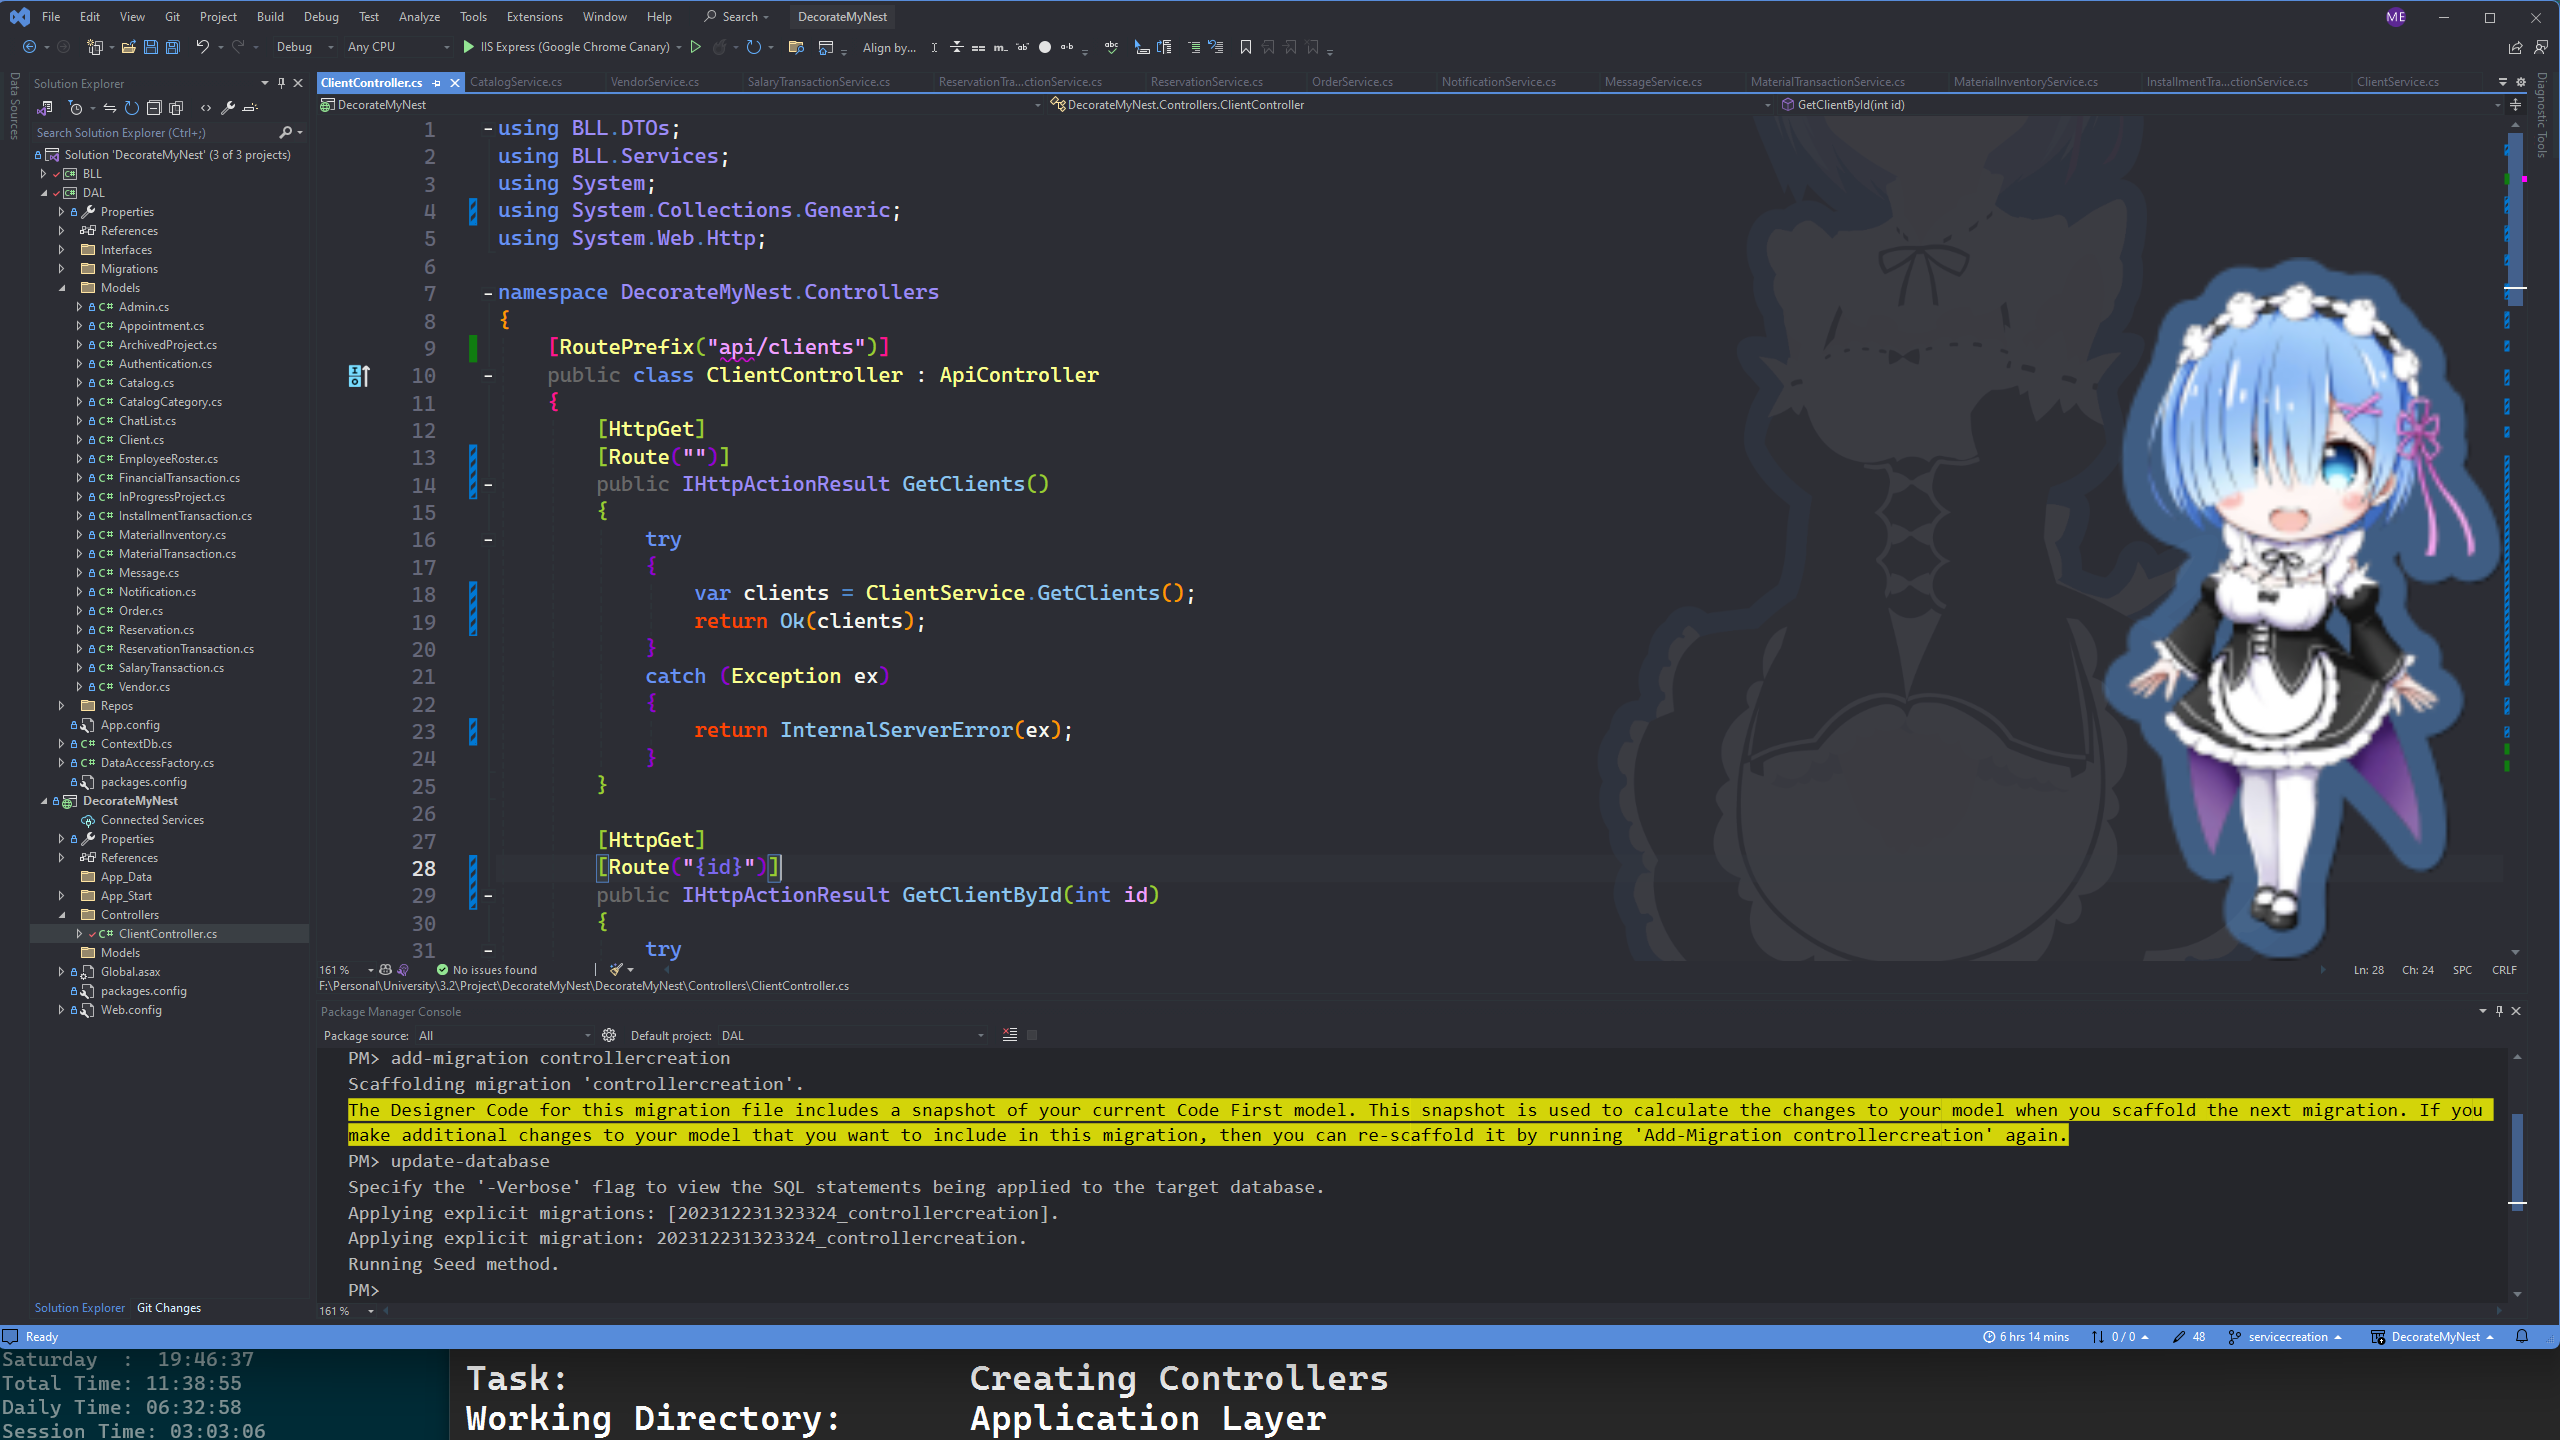 File Edit View Git Project Build Debug Test Analyze Tools Extensions Window Help Search DecorateMyNest ME
Debug Any CPU IIS Express (Google Chrome Canary) Align by...
Data Sources
Diagnostic Tools
Solution Explorer
Search Solution Explorer (Ctrl+;)
Solution 'DecorateMyNest' (3 of 3 projects)
BLL
DAL
Properties
References
Interfaces
Migrations
Models
C# Admin.cs
C# Appointment.cs
C# ArchivedProject.cs
C# Authentication.cs
C# Catalog.cs
C# CatalogCategory.cs
C# ChatList.cs
C# Client.cs
C# EmployeeRoster.cs
C# FinancialTransaction.cs
C# InProgressProject.cs
C# InstallmentTransaction.cs
C# MaterialInventory.cs
C# MaterialTransaction.cs
C# Message.cs
C# Notification.cs
C# Order.cs
C# Reservation.cs
C# ReservationTransaction.cs
C# SalaryTransaction.cs
C# Vendor.cs
Repos
App.config
C# ContextDb.cs
C# DataAccessFactory.cs
packages.config
DecorateMyNest
Connected Services
Properties
References
App_Data
App_Start
Controllers
C# ClientController.cs
Models
Global.asax
packages.config
Web.config
Solution Explorer Git Changes
ClientController.cs CatalogService.cs VendorService.cs SalaryTransactionService.cs ReservationTra...ctionService.cs ReservationService.cs OrderService.cs NotificationService.cs MessageService.cs MaterialTransactionService.cs MaterialInventoryService.cs InstallmentTra...ctionService.cs ClientService.cs
DecorateMyNest DecorateMyNest.Controllers.ClientController GetClientById(int id)
1 using BLL.DTOs;
2 using BLL.Services;
3 using System;
4 using System.Collections.Generic;
5 using System.Web.Http;
6
7 namespace DecorateMyNest.Controllers
8 {
9 [RoutePrefix("api/clients")]
10 public class ClientController : ApiController
11 {
12 [HttpGet]
13 [Route("")]
14 public IHttpActionResult GetClients()
15 {
16 try
17 {
18 var clients = ClientService.GetClients();
19 return Ok(clients);
20 }
21 catch (Exception ex)
22 {
23 return InternalServerError(ex);
24 }
25 }
26
27 [HttpGet]
28 [Route("{id}")]
29 public IHttpActionResult GetClientById(int id)
30 {
31 try
161 % No issues found Ln: 28 Ch: 24 SPC CRLF
F:\Personal\University\3.2\Project\DecorateMyNest\DecorateMyNest\Controllers\ClientController.cs
Package Manager Console
Package source: All Default project: DAL
PM> add-migration controllercreation
Scaffolding migration 'controllercreation'.
The Designer Code for this migration file includes a snapshot of your current Code First model. This snapshot is used to calculate the changes to your model when you scaffold the next migration. If you
make additional changes to your model that you want to include in this migration, then you can re-scaffold it by running 'Add-Migration controllercreation' again.
PM> update-database
Specify the '-Verbose' flag to view the SQL statements being applied to the target database.
Applying explicit migrations: [202312231323324_controllercreation].
Applying explicit migration: 202312231323324_controllercreation.
Running Seed method.
PM>
161 %
Ready 6 hrs 14 mins 0 / 0 48 servicecreation DecorateMyNest
Saturday : 19:46:37
Total Time: 11:38:55
Daily Time: 06:32:58
Session Time: 03:03:06
Task: Creating Controllers
Working Directory: Application Layer